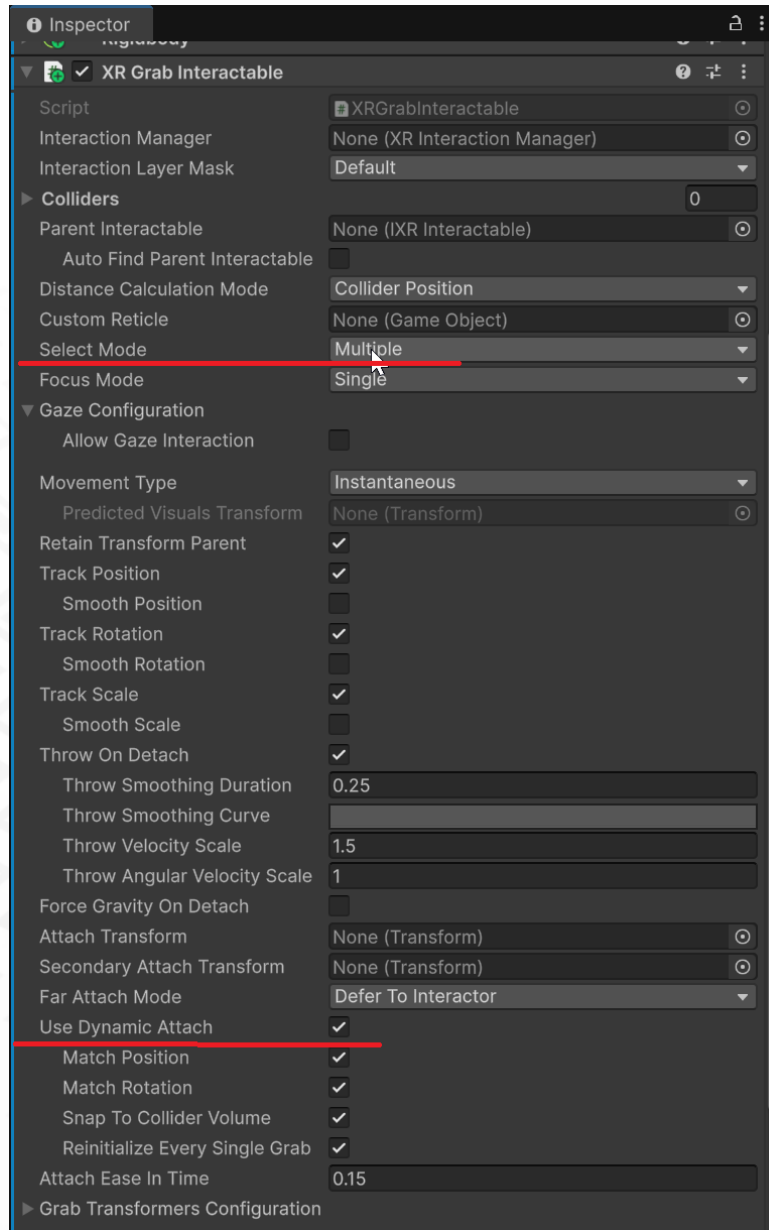 Inspector
Rigidbody
XR Grab Interactable
Script XRGrabInteractable
Interaction Manager None (XR Interaction Manager)
Interaction Layer Mask Default
Colliders 0
Parent Interactable None (IXR Interactable)
Auto Find Parent Interactable
Distance Calculation Mode Collider Position
Custom Reticle None (Game Object)
Select Mode Multiple
Focus Mode Single
Gaze Configuration
Allow Gaze Interaction
Movement Type Instantaneous
Predicted Visuals Transform None (Transform)
Retain Transform Parent
Track Position
Smooth Position
Track Rotation
Smooth Rotation
Track Scale
Smooth Scale
Throw On Detach
Throw Smoothing Duration 0.25
Throw Smoothing Curve
Throw Velocity Scale 1.5
Throw Angular Velocity Scale 1
Force Gravity On Detach
Attach Transform None (Transform)
Secondary Attach Transform None (Transform)
Far Attach Mode Defer To Interactor
Use Dynamic Attach
Match Position
Match Rotation
Snap To Collider Volume
Reinitialize Every Single Grab
Attach Ease In Time 0.15
Grab Transformers Configuration